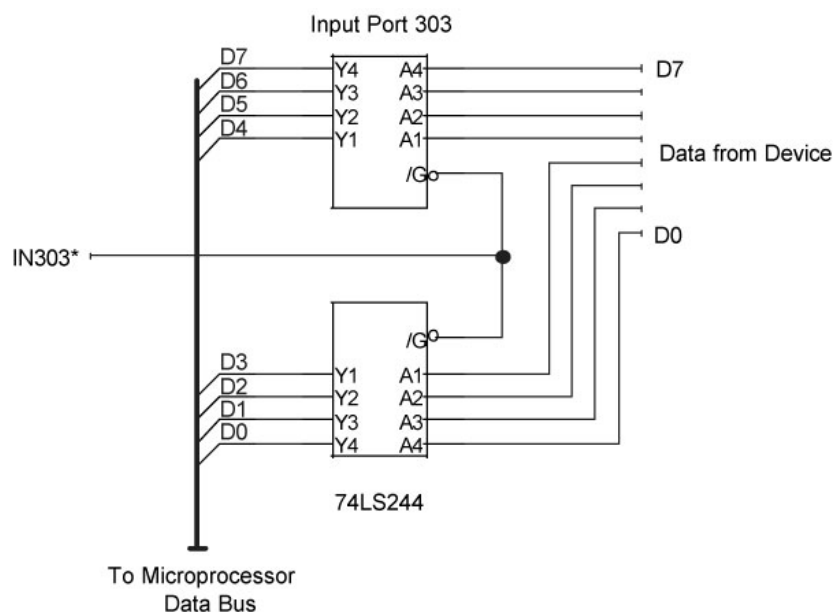 Input Port 303
D7 Y4 A4 D7
D6 Y3 A3
D5 Y2 A2
D4 Y1 A1
Data from Device
/G
D0
IN303*
/G
D3 Y1 A1
D2 Y2 A2
D1 Y3 A3
D0 Y4 A4
74LS244
To Microprocessor
Data Bus